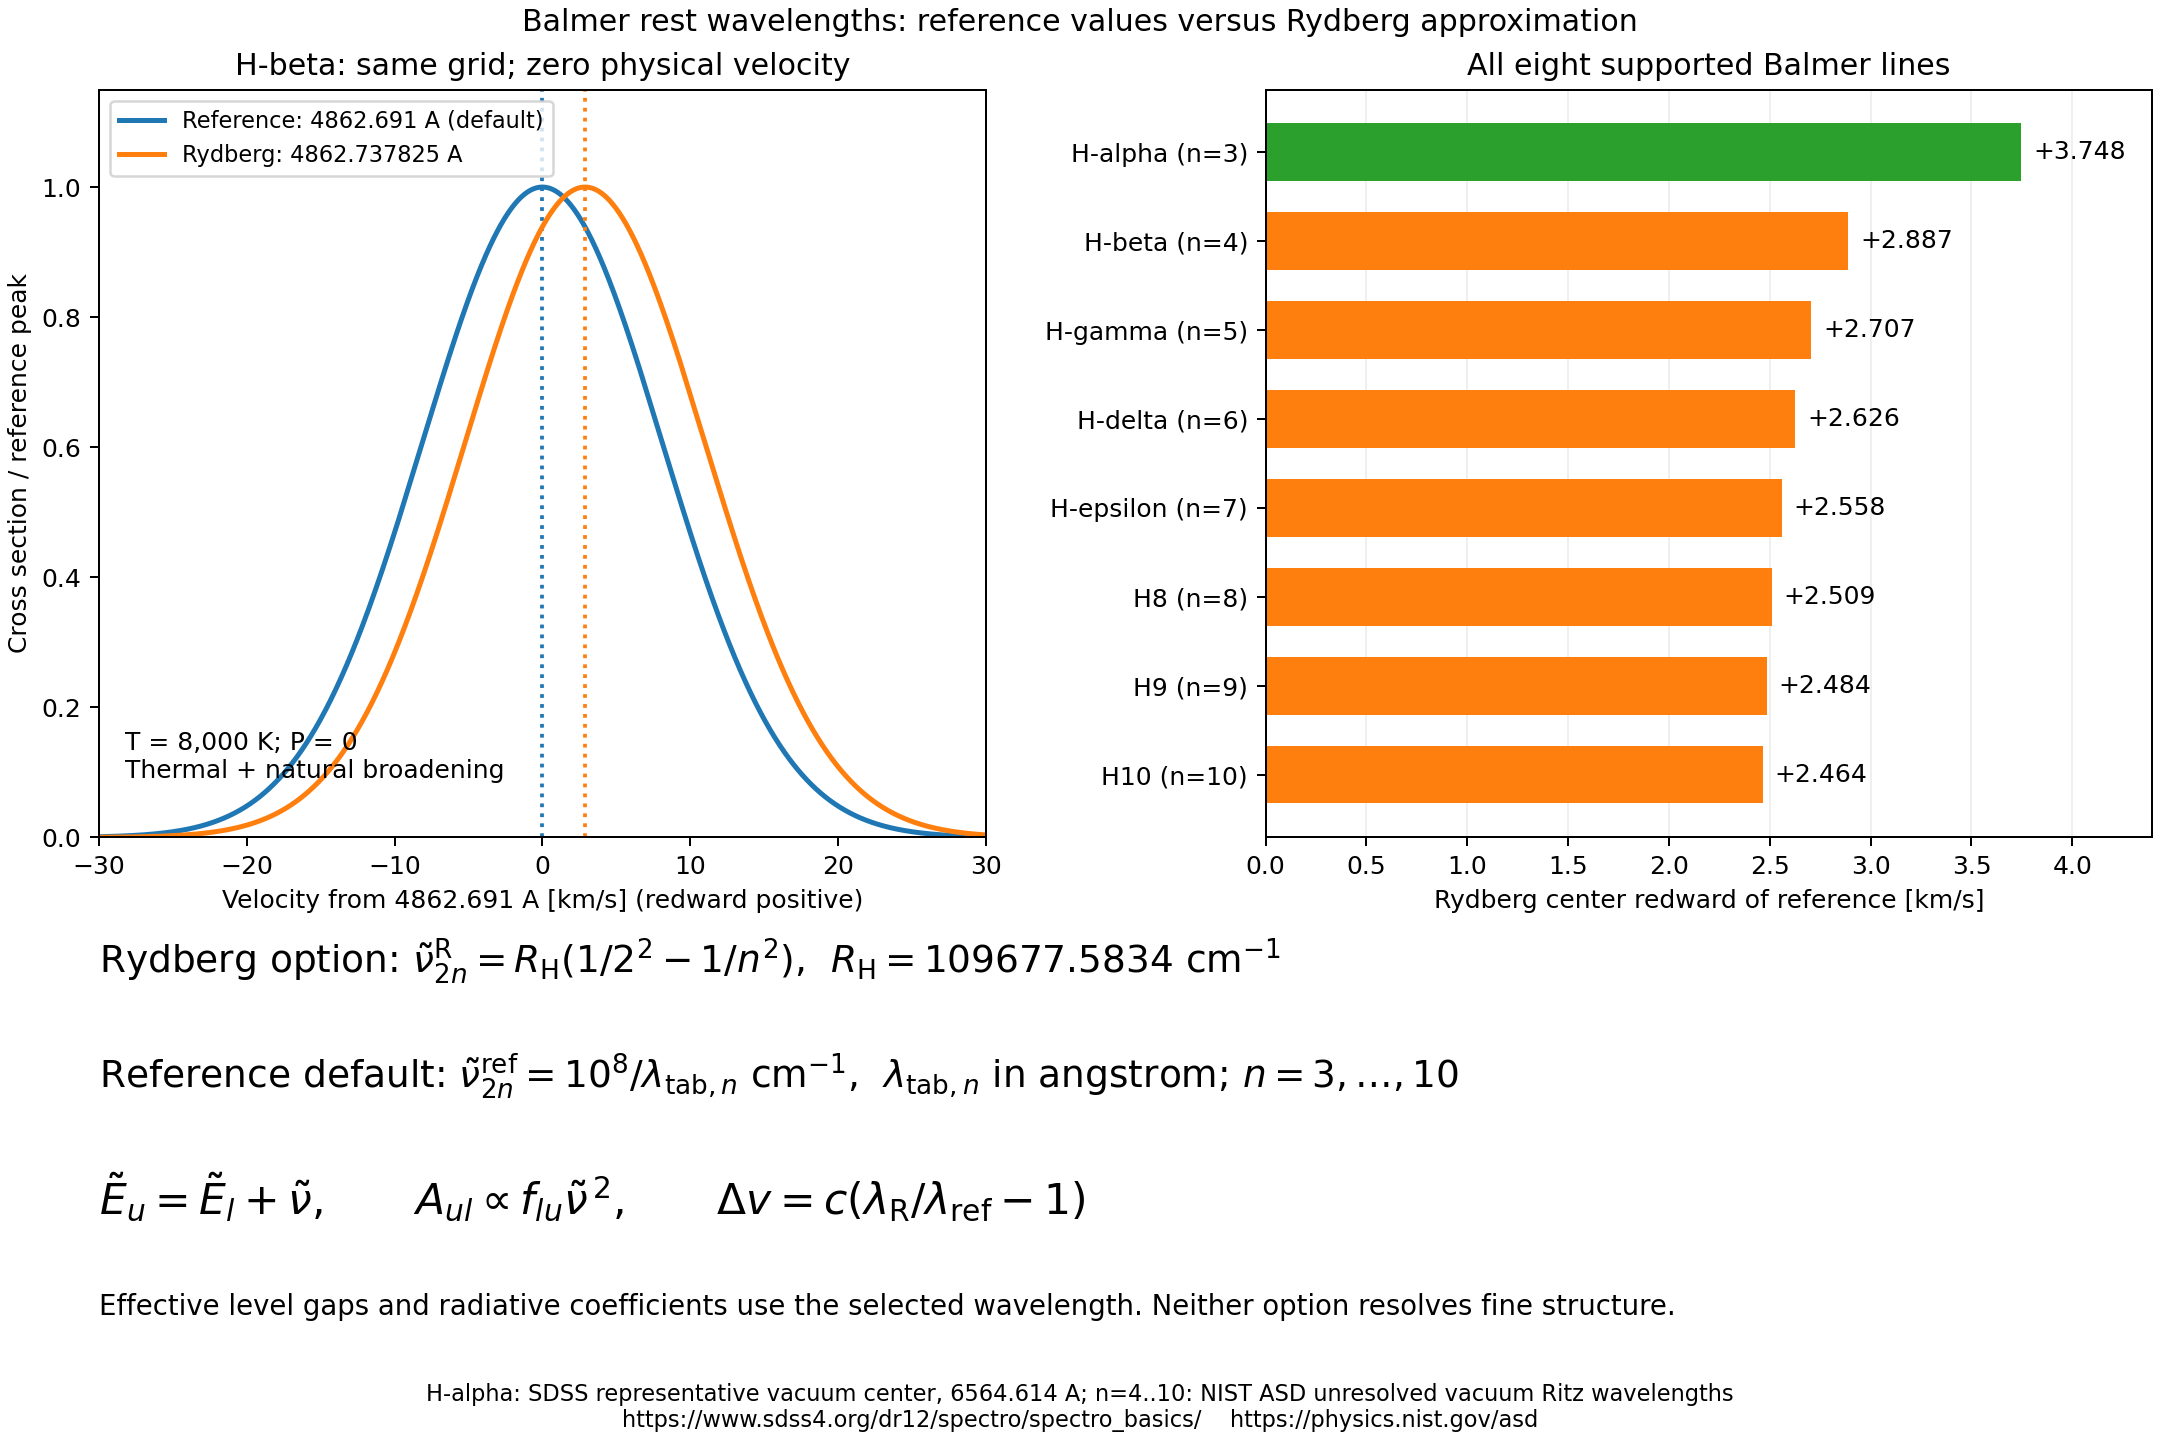 Balmer rest wavelengths: reference values versus Rydberg approximation
H-beta: same grid; zero physical velocity
Reference: 4862.691 A (default)
Rydberg: 4862.737825 A
Cross section / reference peak
1.0
0.8
0.6
0.4
0.2
0.0
T = 8,000 K; P = 0
Thermal + natural broadening
−30 −20 −10 0 10 20 30
Velocity from 4862.691 A [km/s] (redward positive)
All eight supported Balmer lines
H-alpha (n=3) +3.748
H-beta (n=4) +2.887
H-gamma (n=5) +2.707
H-delta (n=6) +2.626
H-epsilon (n=7) +2.558
H8 (n=8) +2.509
H9 (n=9) +2.484
H10 (n=10) +2.464
0.0 0.5 1.0 1.5 2.0 2.5 3.0 3.5 4.0
Rydberg center redward of reference [km/s]
Rydberg option: ν̃ᴿ₂ₙ = R_H(1/2² − 1/n²), R_H = 109677.5834 cm⁻¹
Reference default: ν̃ʳᵉᶠ₂ₙ = 10⁸/λ_tab,n cm⁻¹, λ_tab,n in angstrom; n = 3, ..., 10
Ẽ_u = Ẽ_l + ν̃, A_ul ∝ f_lu ν̃², Δv = c(λ_R/λ_ref − 1)
Effective level gaps and radiative coefficients use the selected wavelength. Neither option resolves fine structure.
H-alpha: SDSS representative vacuum center, 6564.614 A; n=4..10: NIST ASD unresolved vacuum Ritz wavelengths
https://www.sdss4.org/dr12/spectro/spectro_basics/ https://physics.nist.gov/asd